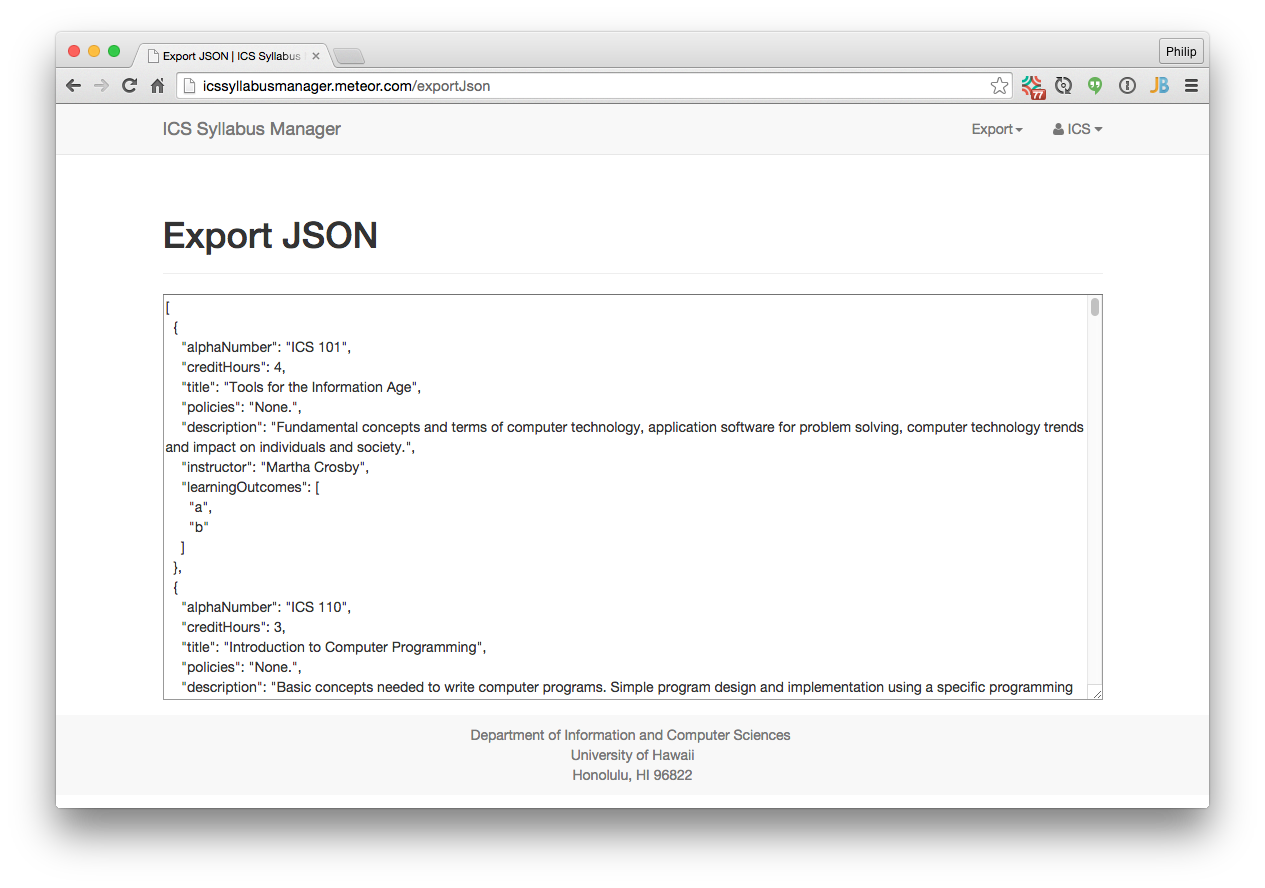 Export JSON | ICS Syllabus
Philip
icssyllabusmanager.meteor.com/exportJson
77
JB
ICS Syllabus Manager
Export
ICS
Export JSON
[
{
"alphaNumber": "ICS 101",
"creditHours": 4,
"title": "Tools for the Information Age",
"policies": "None.",
"description": "Fundamental concepts and terms of computer technology, application software for problem solving, computer technology trends
and impact on individuals and society.",
"instructor": "Martha Crosby",
"learningOutcomes": [
"a",
"b"
]
},
{
"alphaNumber": "ICS 110",
"creditHours": 3,
"title": "Introduction to Computer Programming",
"policies": "None.",
"description": "Basic concepts needed to write computer programs. Simple program design and implementation using a specific programming
Department of Information and Computer Sciences
University of Hawaii
Honolulu, HI 96822